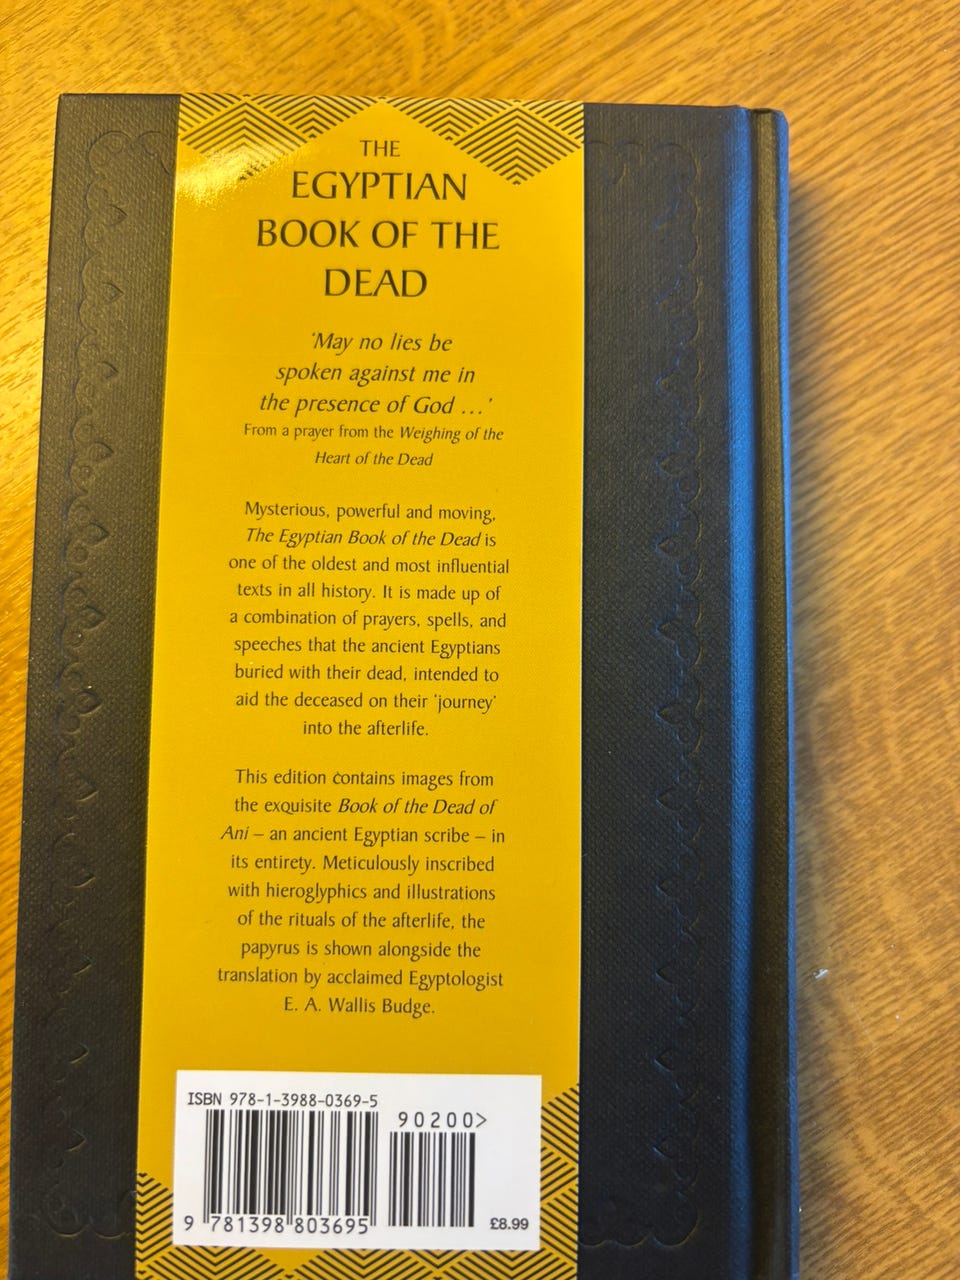 THE
EGYPTIAN
BOOK OF THE
DEAD
'May no lies be
spoken against me in
the presence of God …'
From a prayer from the Weighing of the
Heart of the Dead
Mysterious, powerful and moving,
The Egyptian Book of the Dead is
one of the oldest and most influential
texts in all history. It is made up of
a combination of prayers, spells, and
speeches that the ancient Egyptians
buried with their dead, intended to
aid the deceased on their 'journey'
into the afterlife.
This edition contains images from
the exquisite Book of the Dead of
Ani – an ancient Egyptian scribe – in
its entirety. Meticulously inscribed
with hieroglyphics and illustrations
of the rituals of the afterlife, the
papyrus is shown alongside the
translation by acclaimed Egyptologist
E. A. Wallis Budge.
ISBN 978-1-3988-0369-5
90200>
9 781398 803695
£8.99